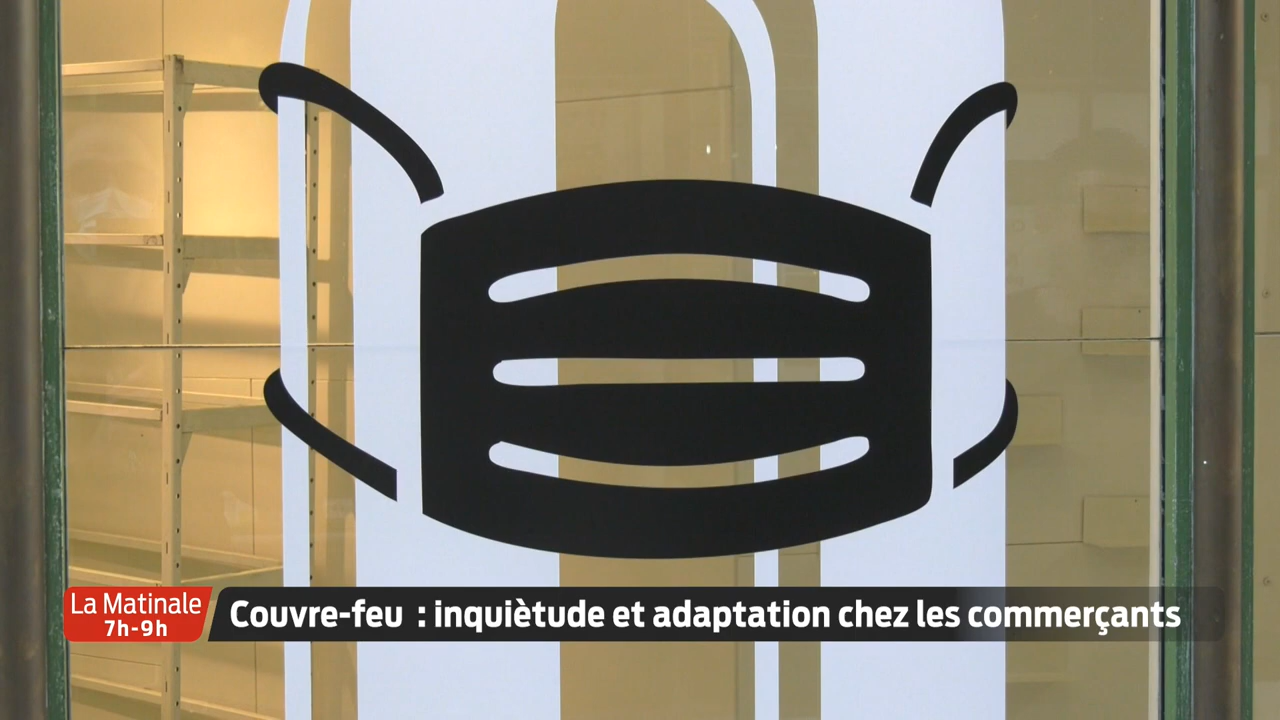 La Matinale
7h-9h
Couvre-feu : inquiètude et adaptation chez les commerçants